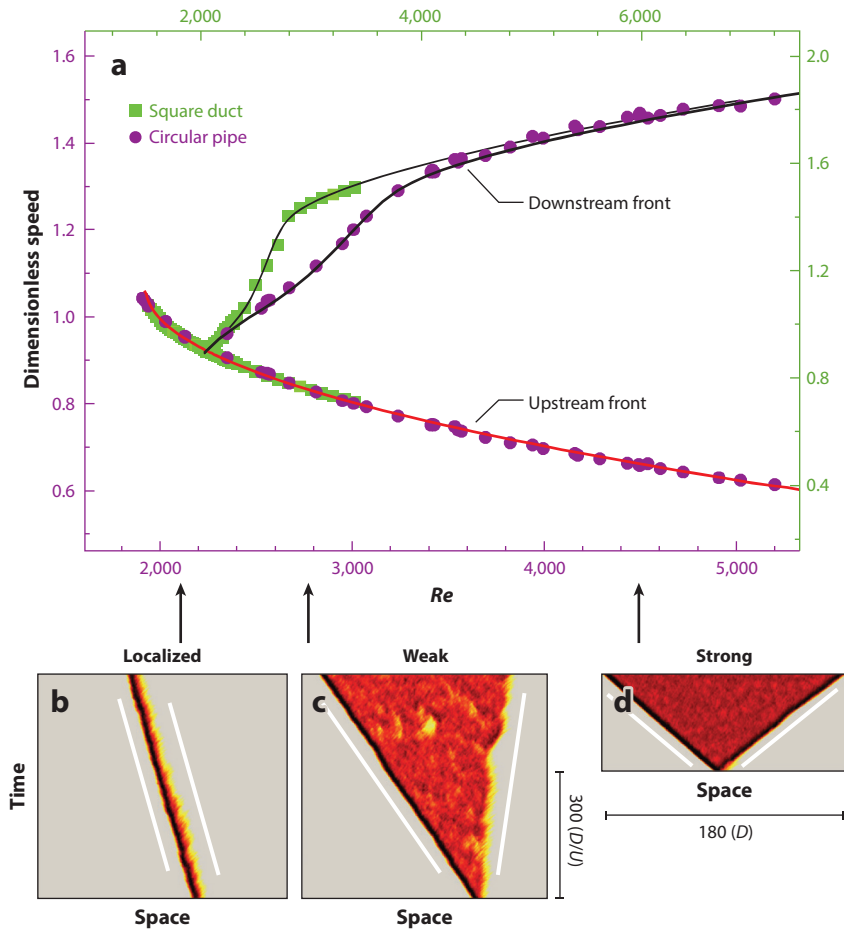 2,000 4,000 6,000
1.6
1.4
1.2
1.0
0.8
0.6
Dimensionless speed
a
Square duct
Circular pipe
Downstream front
Upstream front
2.0
1.6
1.2
0.8
0.4
2,000 3,000 4,000 5,000
Re
Localized
Weak
Strong
b
c
d
Time
300 (D/U)
Space
180 (D)
Space
Space